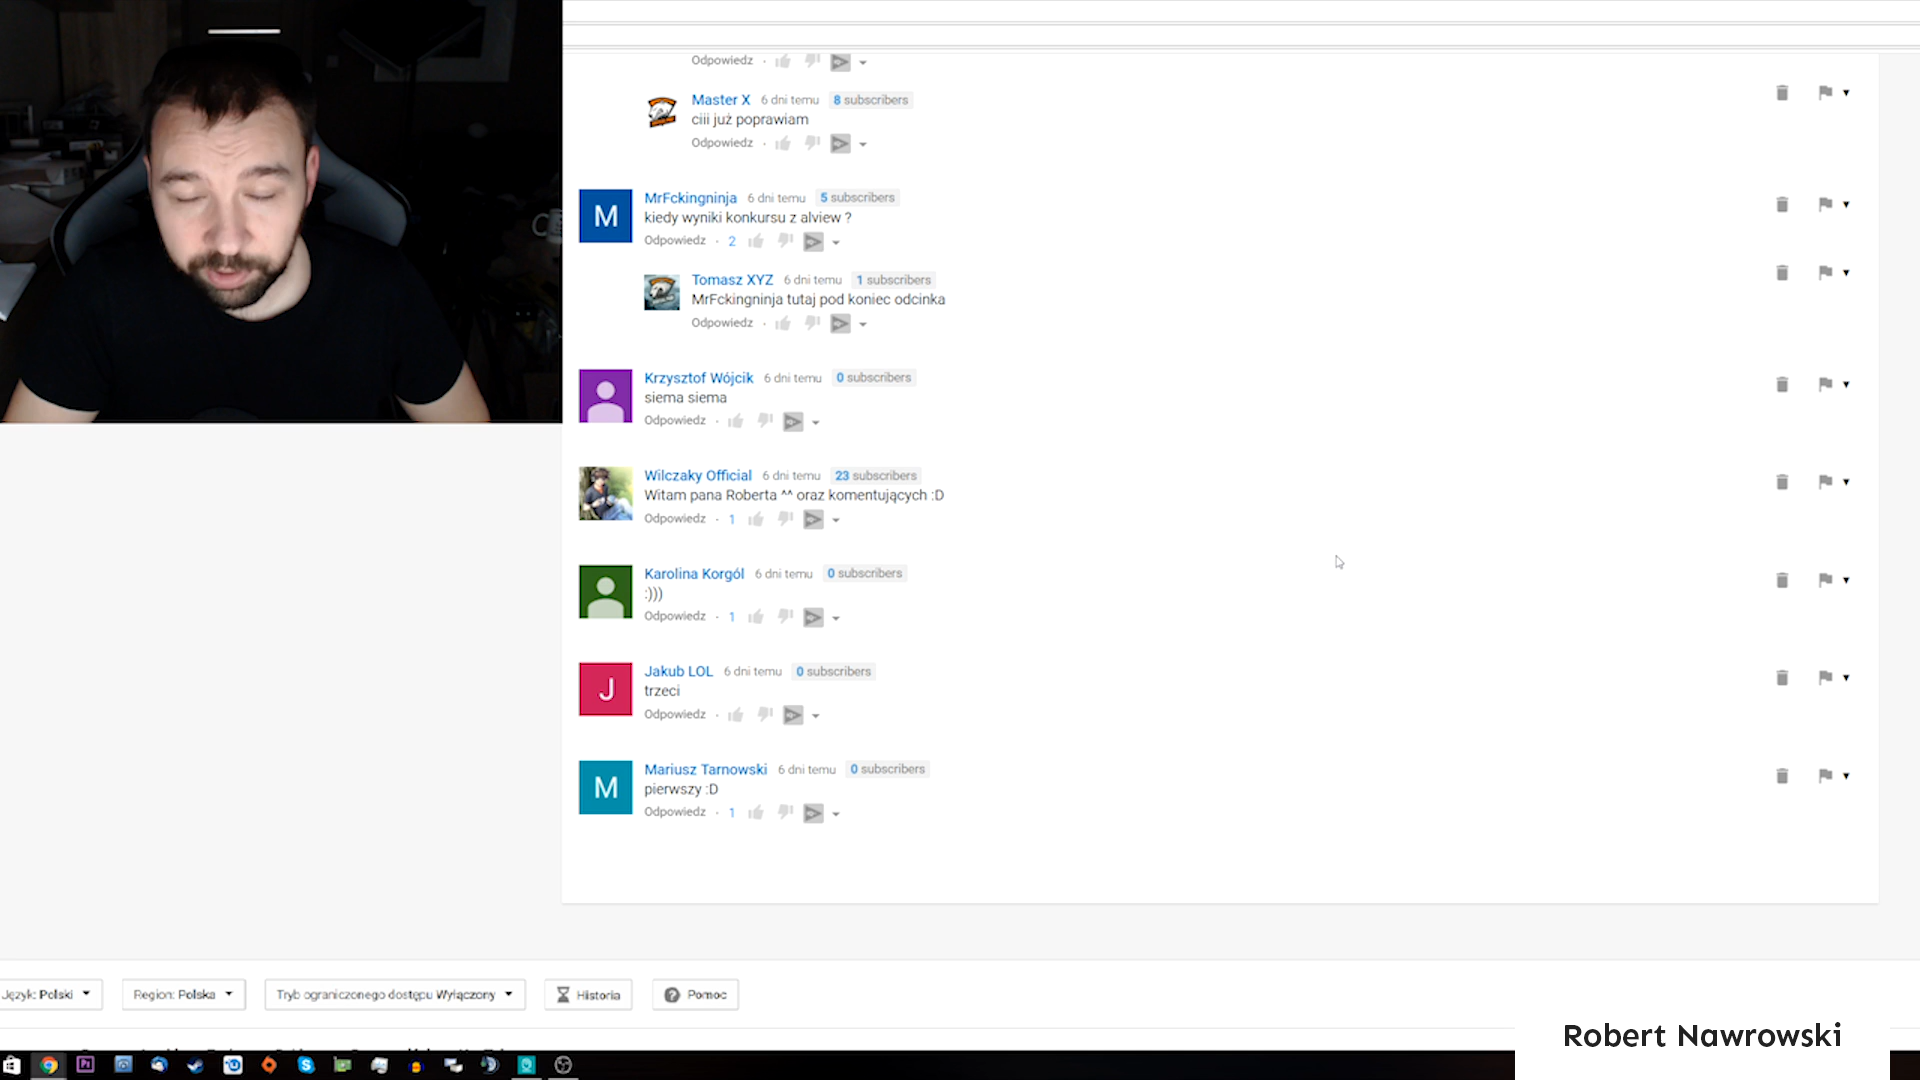 Odpowiedz
Master X 6 dni temu 8 subscribers
ciii już poprawiam
Odpowiedz
M
MrFckingninja 6 dni temu 5 subscribers
kiedy wyniki konkursu z alview ?
Odpowiedz · 2
Tomasz XYZ 6 dni temu 1 subscribers
MrFckingninja tutaj pod koniec odcinka
Odpowiedz
Krzysztof Wójcik 6 dni temu 0 subscribers
siema siema
Odpowiedz
Wilczaky Official 6 dni temu 23 subscribers
Witam pana Roberta ^^ oraz komentujących :D
Odpowiedz · 1
Karolina Korgól 6 dni temu 0 subscribers
:)))
Odpowiedz · 1
J
Jakub LOL 6 dni temu 0 subscribers
trzeci
Odpowiedz
M
Mariusz Tarnowski 6 dni temu 0 subscribers
pierwszy :D
Odpowiedz · 1
Język: Polski Region: Polska Tryb ograniczonego dostępu Wyłączony Historia Pomoc
Robert Nawrowski